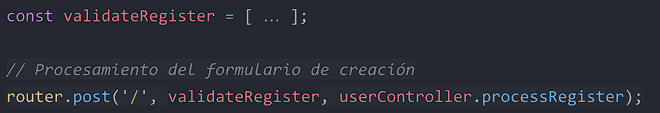 const validateRegister = [ … ];
// Procesamiento del formulario de creación
router.post('/', validateRegister, userController.processRegister);